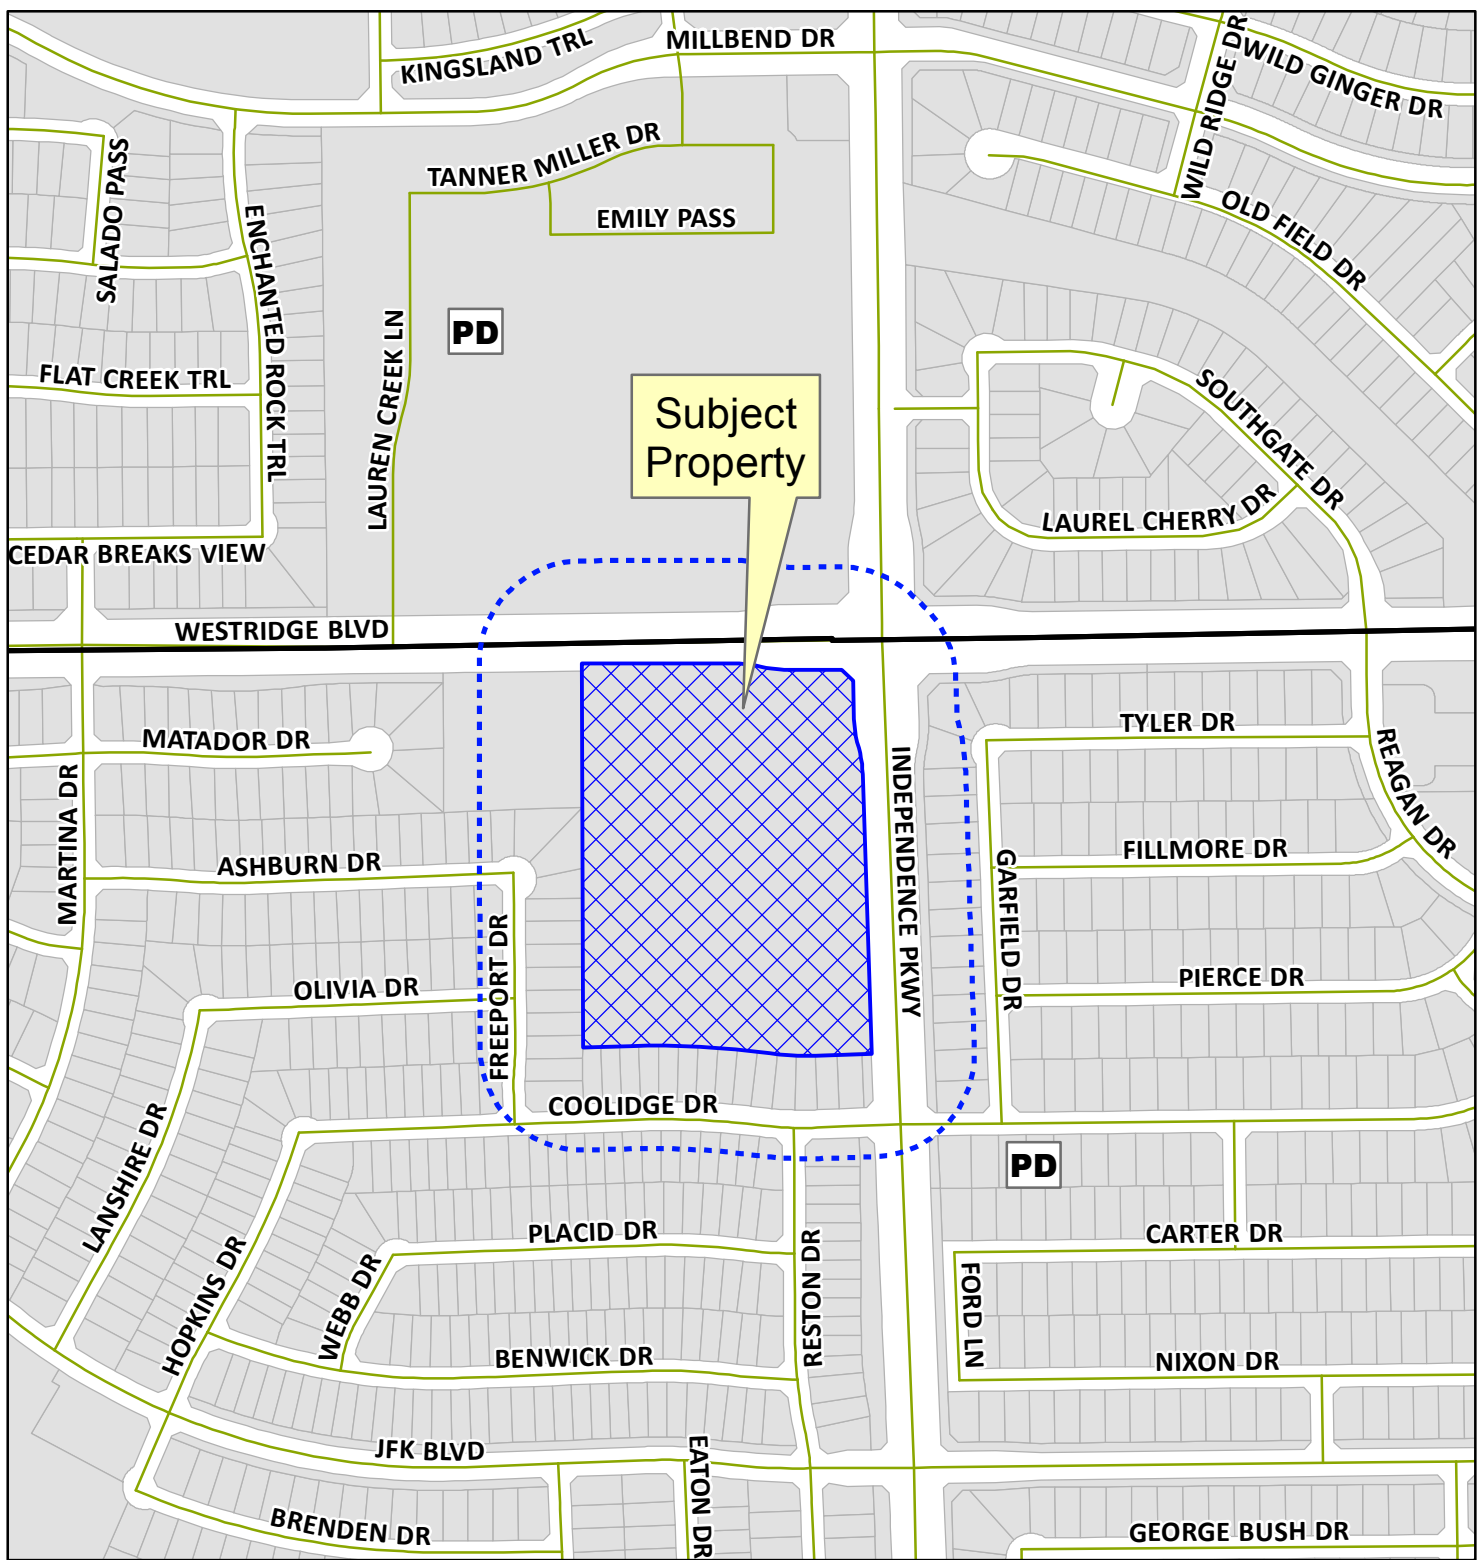 MILLBEND DR
KINGSLAND TRL
WILD RIDGE DR
WILD GINGER DR
TANNER MILLER DR
SALADO PASS
EMILY PASS
OLD FIELD DR
ENCHANTED ROCK TRL
PD
LAUREN CREEK LN
FLAT CREEK TRL
Subject
Property
SOUTHGATE DR
LAUREL CHERRY DR
CEDAR BREAKS VIEW
WESTRIDGE BLVD
MATADOR DR
TYLER DR
REAGAN DR
MARTINA DR
INDEPENDENCE PKWY
ASHBURN DR
FILLMORE DR
GARFIELD DR
FREEPORT DR
OLIVIA DR
PIERCE DR
COOLIDGE DR
LANSHIRE DR
PD
PLACID DR
CARTER DR
HOPKINS DR
WEBB DR
RESTON DR
FORD LN
BENWICK DR
NIXON DR
JFK BLVD
EATON DR
BRENDEN DR
GEORGE BUSH DR